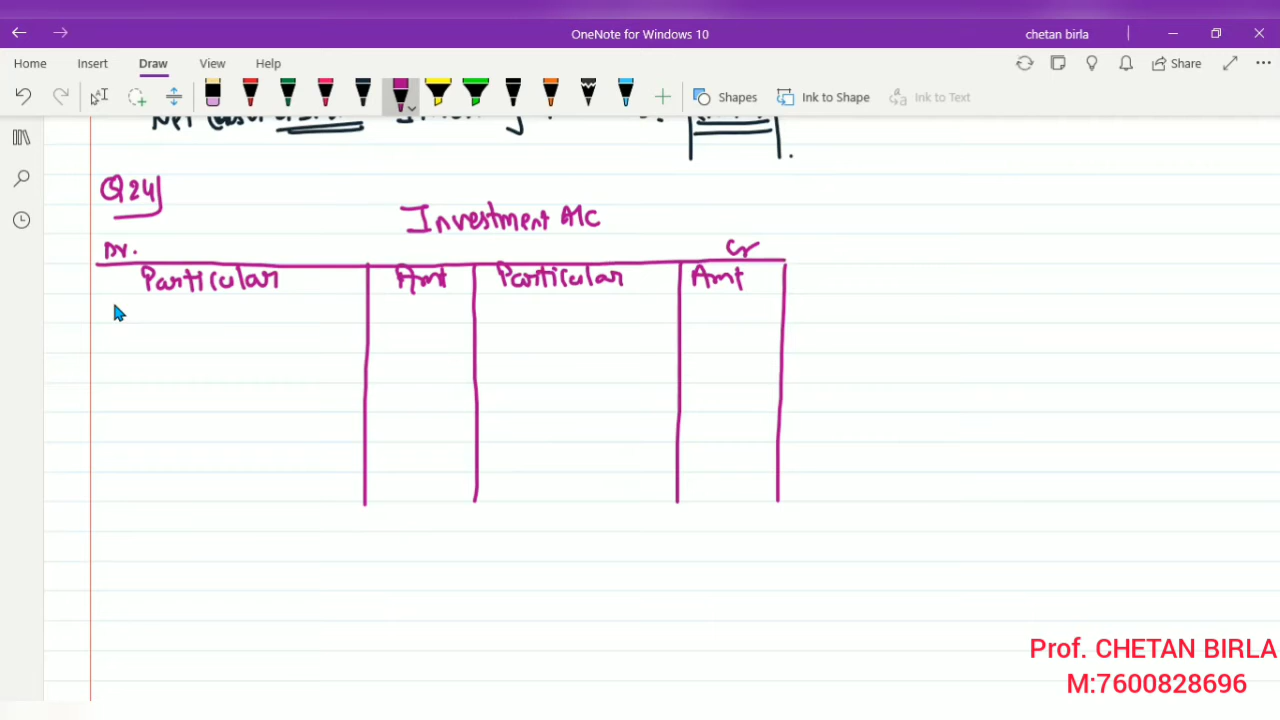 OneNote for Windows 10
chetan birla
Home Insert Draw View Help
Share
Shapes Ink to Shape Ink to Text
Net
Q24
Investment A/c
Dr. Cr
Particular Amt Particular Amt
Prof. CHETAN BIRLA
M:7600828696